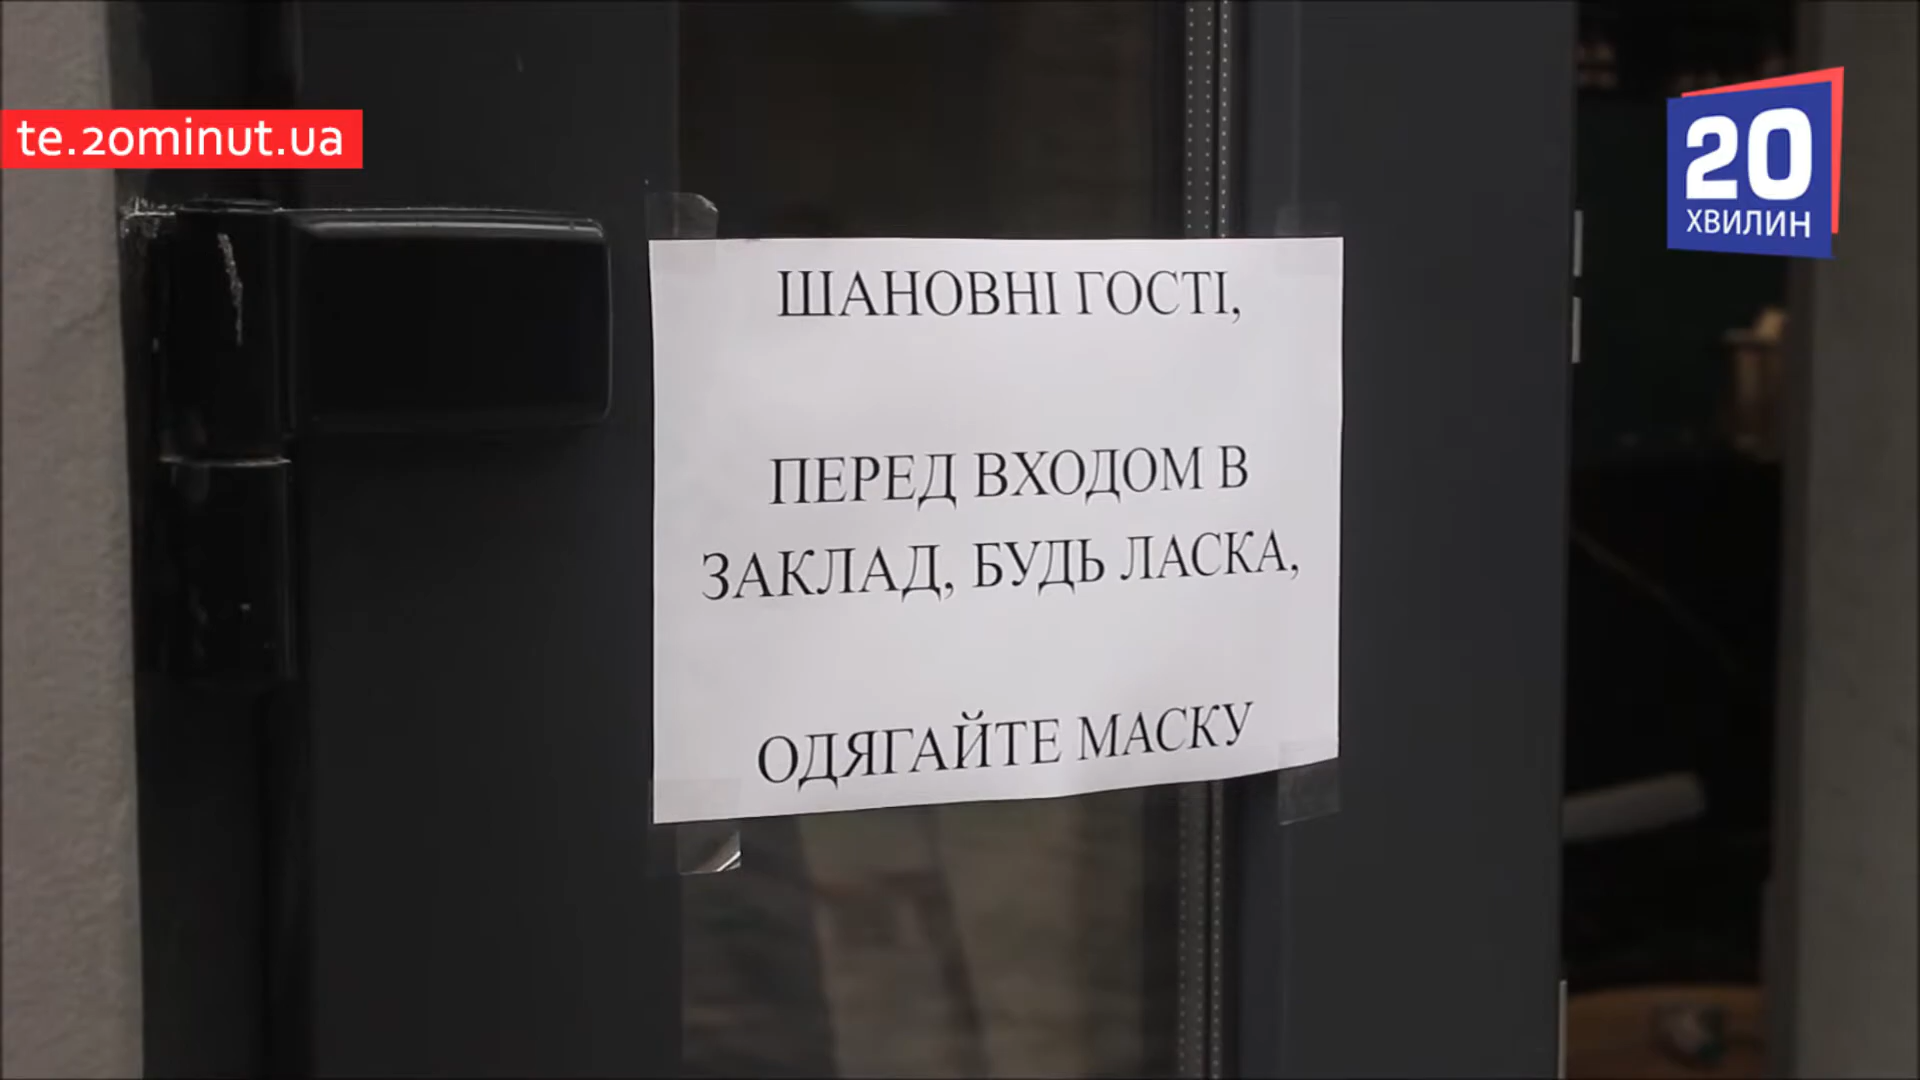 te.20minut.ua
20
ХВИЛИН
ШАНОВНІ ГОСТІ,
ПЕРЕД ВХОДОМ В
ЗАКЛАД, БУДЬ ЛАСКА,
ОДЯГАЙТЕ МАСКУ